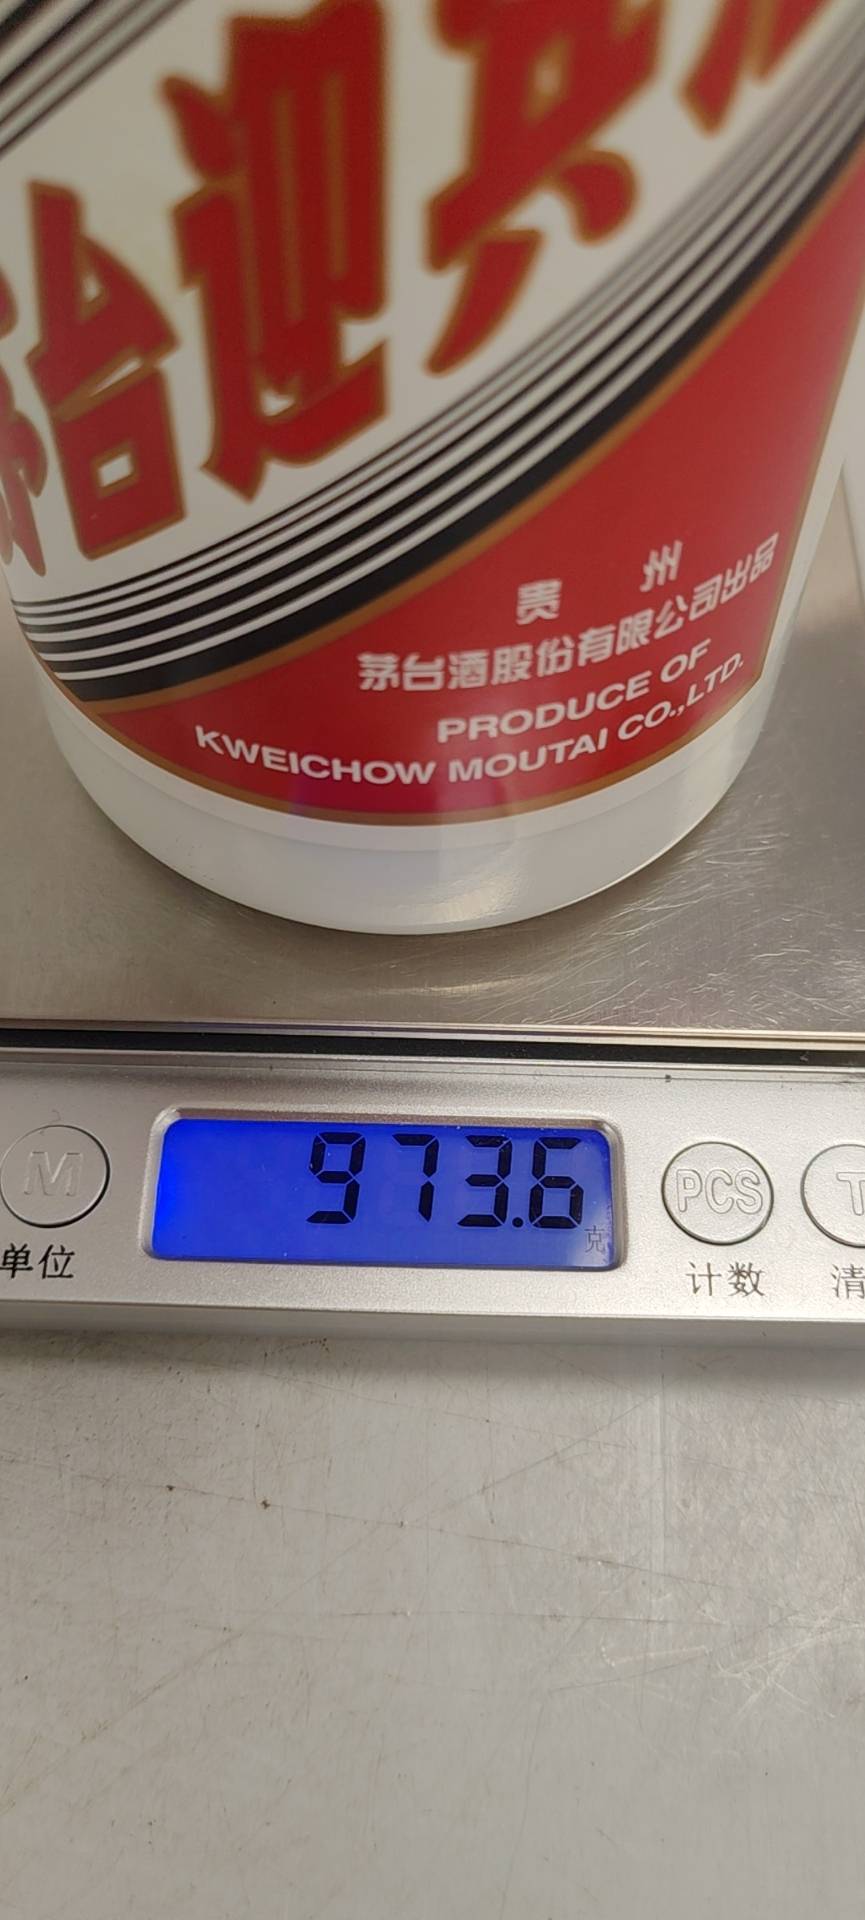 台迎宾
贵 州
茅台酒股份有限公司出品
PRODUCE OF
KWEICHOW MOUTAI CO.,LTD.
973.6
克
M
PCS
T
单位
计数
清